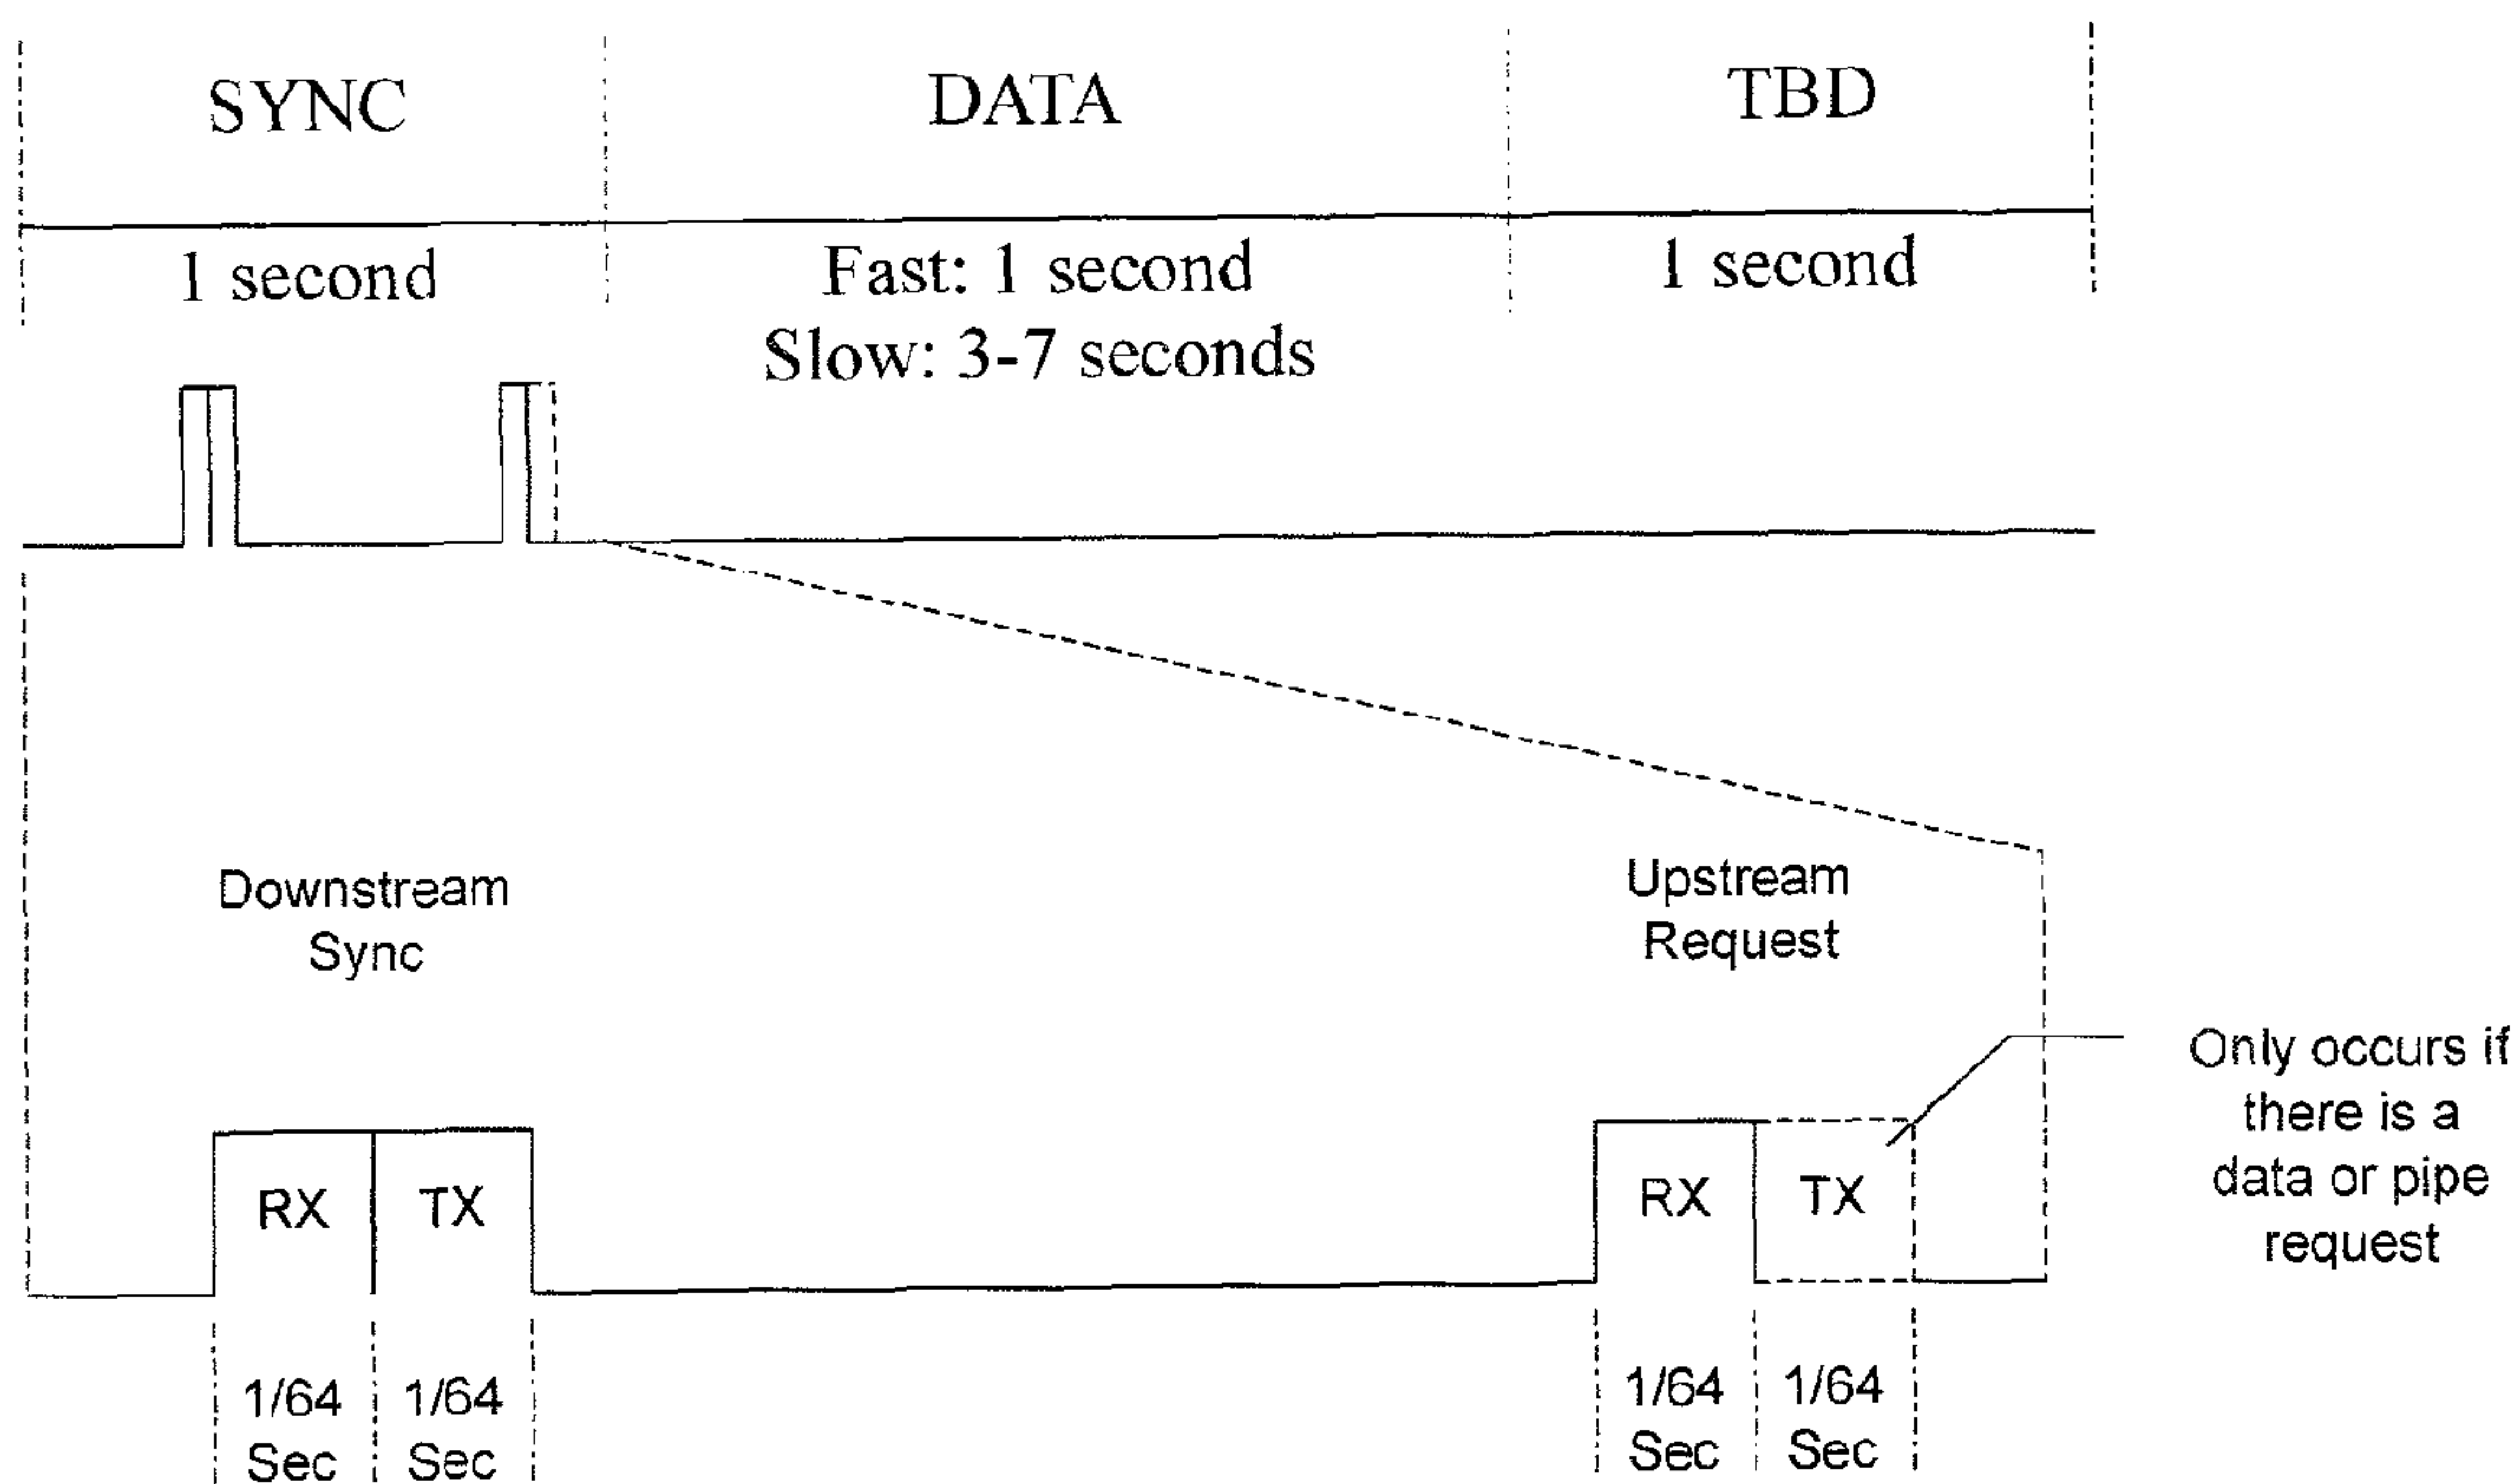 SYNC
DATA
TBD
1 second
Fast: 1 second
1 second
Slow: 3-7 seconds
Downstream
Sync
Upstream
Request
Only occurs if
there is a
data or pipe
request
RX
TX
RX
TX
1/64
Sec
1/64
Sec
1/64
Sec
1/64
Sec